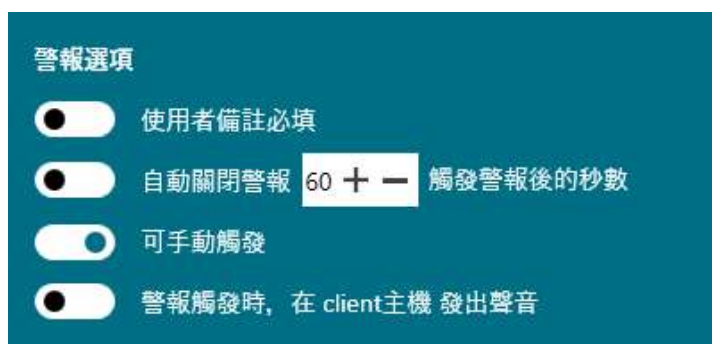 警報選項
使用者備註必填
自動關閉警報 60 + − 觸發警報後的秒數
可手動觸發
警報觸發時, 在 client主機 發出聲音